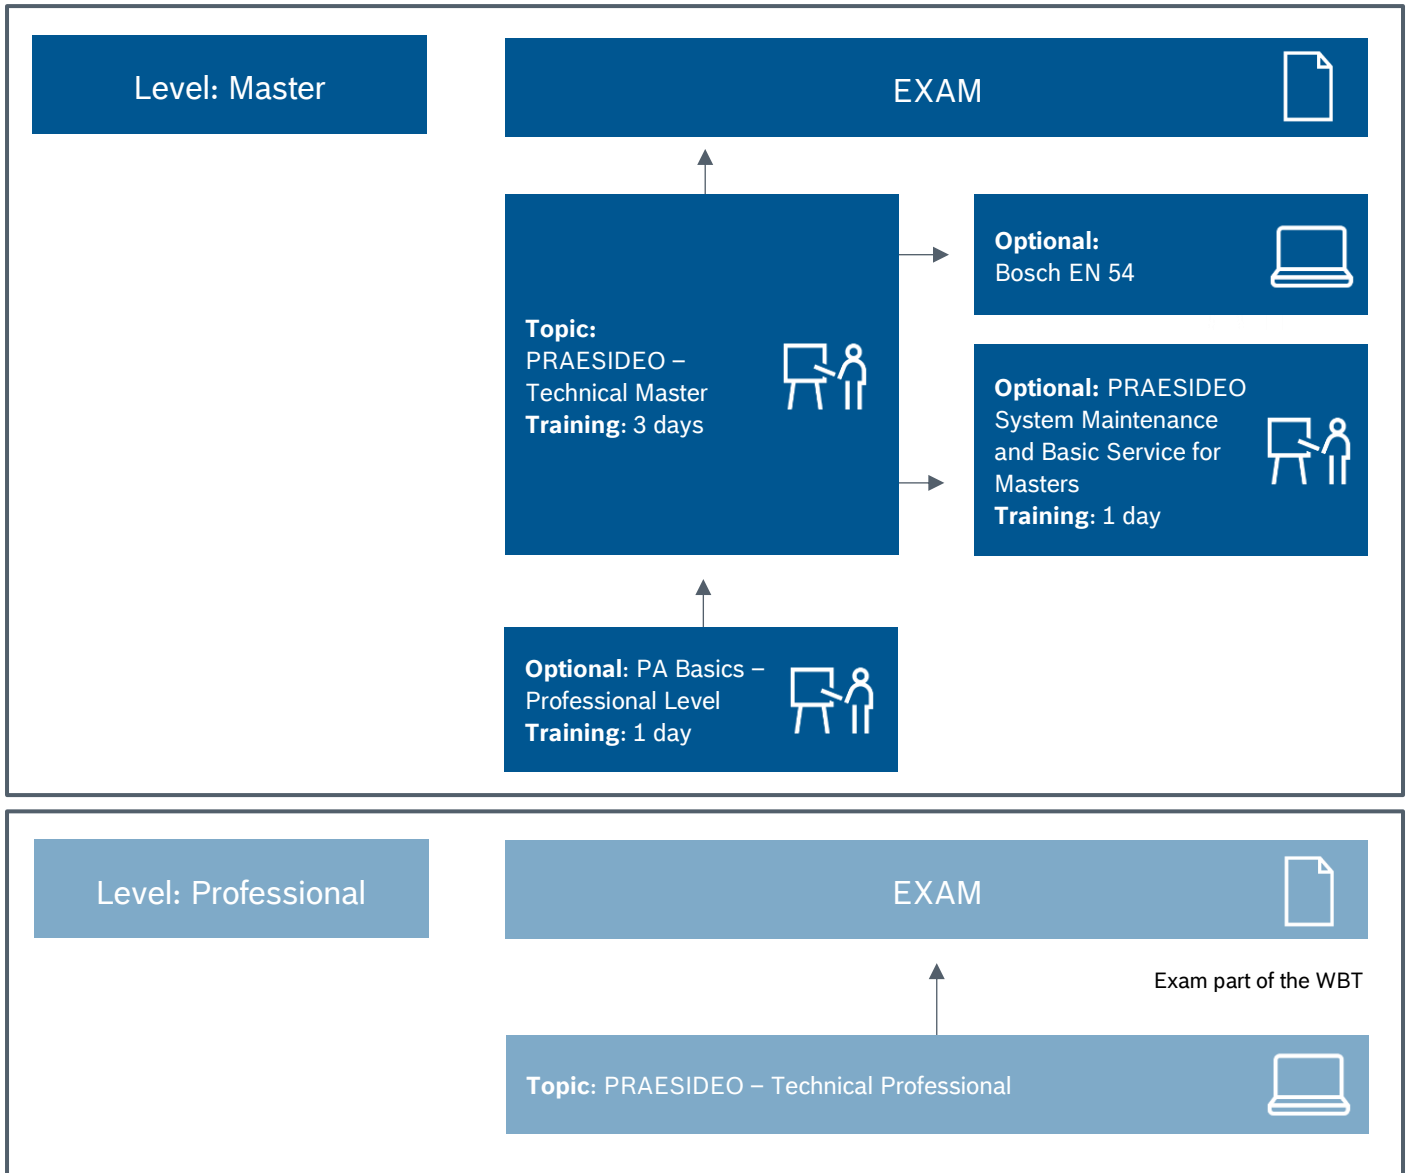 Level: Master
EXAM
Optional:
Bosch EN 54
Topic:
PRAESIDEO –
Technical Master
Training: 3 days
Optional: PRAESIDEO
System Maintenance
and Basic Service for
Masters
Training: 1 day
Optional: PA Basics –
Professional Level
Training: 1 day
Level: Professional
EXAM
Exam part of the WBT
Topic: PRAESIDEO – Technical Professional